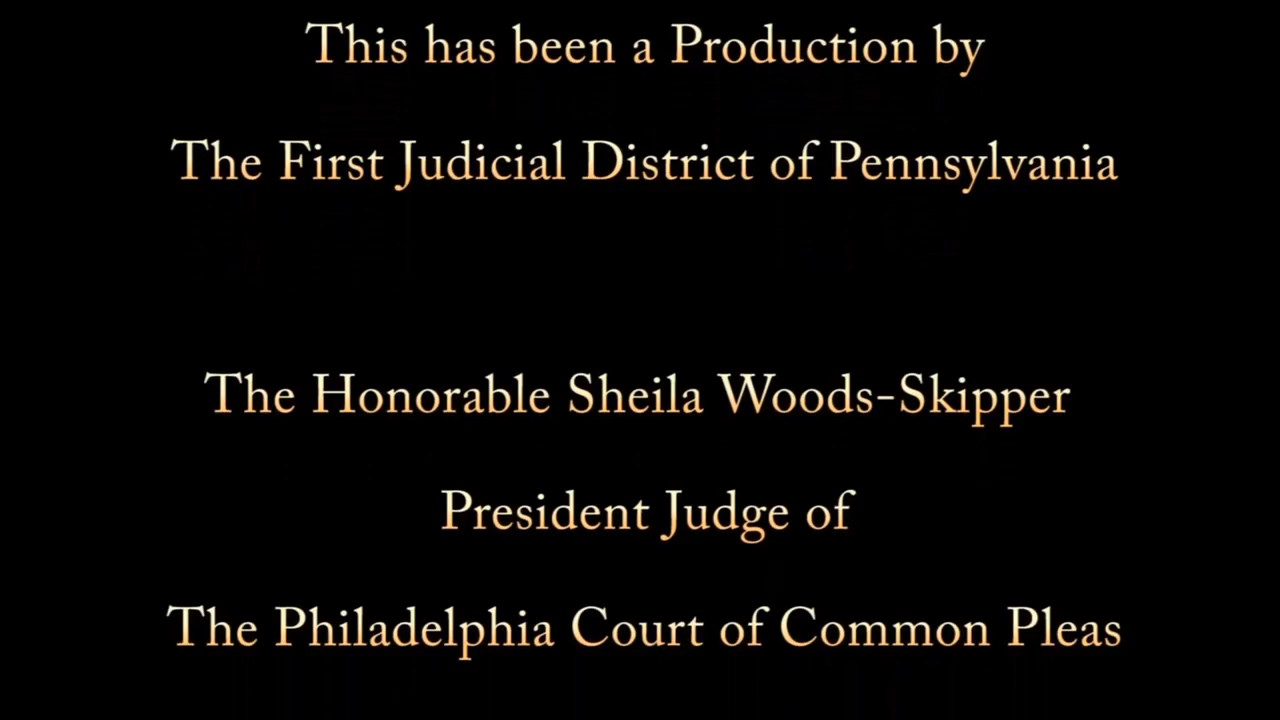 This has been a Production by
The First Judicial District of Pennsylvania
The Honorable Sheila Woods-Skipper
President Judge of
The Philadelphia Court of Common Pleas